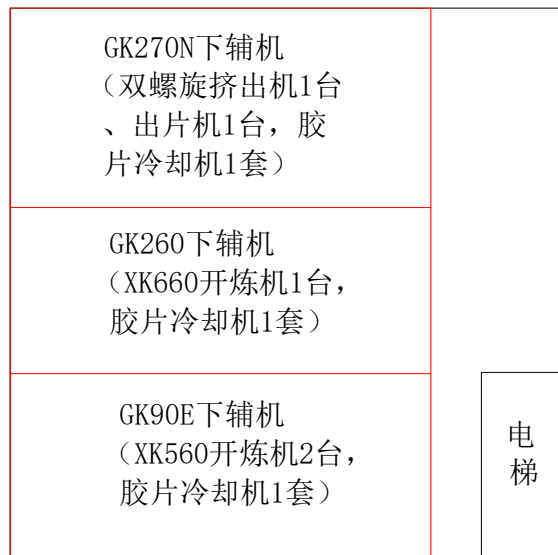 GK270N下辅机
（双螺旋挤出机1台
、出片机1台，胶
片冷却机1套）
GK260下辅机
（XK660开炼机1台，
胶片冷却机1套）
GK90E下辅机
（XK560开炼机2台，
胶片冷却机1套）
电
梯